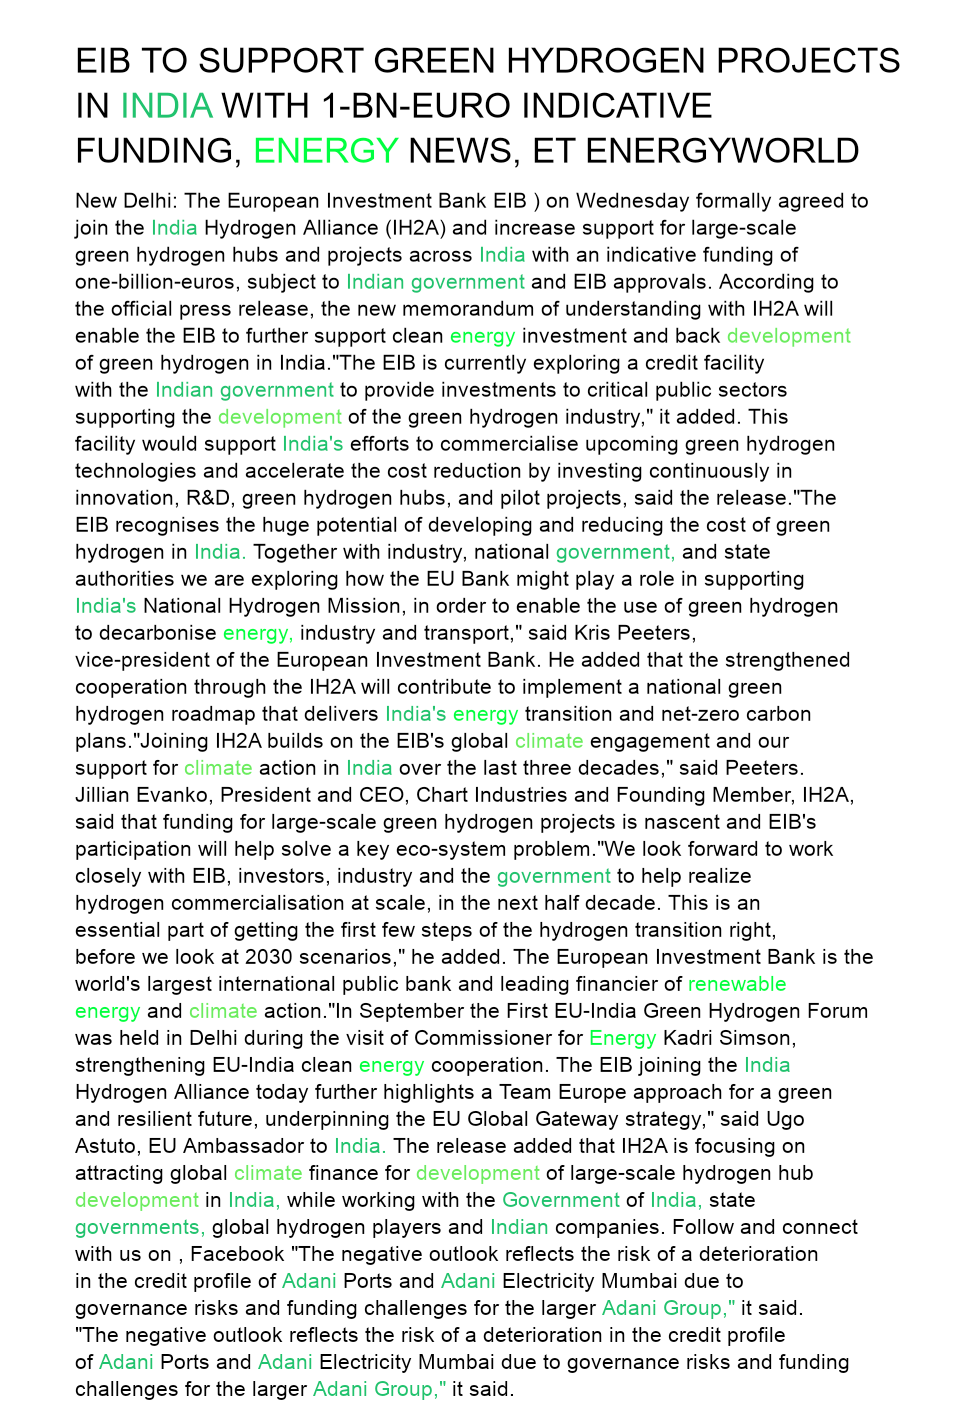 EIB TO SUPPORT GREEN HYDROGEN PROJECTS
IN INDIA WITH 1-BN-EURO INDICATIVE
FUNDING, ENERGY NEWS, ET ENERGYWORLD
New Delhi: The European Investment Bank EIB ) on Wednesday formally agreed to
join the India Hydrogen Alliance (IH2A) and increase support for large-scale
green hydrogen hubs and projects across India with an indicative funding of
one-billion-euros, subject to Indian government and EIB approvals. According to
the official press release, the new memorandum of understanding with IH2A will
enable the EIB to further support clean energy investment and back development
of green hydrogen in India."The EIB is currently exploring a credit facility
with the Indian government to provide investments to critical public sectors
supporting the development of the green hydrogen industry," it added. This
facility would support India's efforts to commercialise upcoming green hydrogen
technologies and accelerate the cost reduction by investing continuously in
innovation, R&D, green hydrogen hubs, and pilot projects, said the release."The
EIB recognises the huge potential of developing and reducing the cost of green
hydrogen in India. Together with industry, national government, and state
authorities we are exploring how the EU Bank might play a role in supporting
India's National Hydrogen Mission, in order to enable the use of green hydrogen
to decarbonise energy, industry and transport," said Kris Peeters,
vice-president of the European Investment Bank. He added that the strengthened
cooperation through the IH2A will contribute to implement a national green
hydrogen roadmap that delivers India's energy transition and net-zero carbon
plans."Joining IH2A builds on the EIB's global climate engagement and our
support for climate action in India over the last three decades," said Peeters.
Jillian Evanko, President and CEO, Chart Industries and Founding Member, IH2A,
said that funding for large-scale green hydrogen projects is nascent and EIB's
participation will help solve a key eco-system problem."We look forward to work
closely with EIB, investors, industry and the government to help realize
hydrogen commercialisation at scale, in the next half decade. This is an
essential part of getting the first few steps of the hydrogen transition right,
before we look at 2030 scenarios," he added. The European Investment Bank is the
world's largest international public bank and leading financier of renewable
energy and climate action."In September the First EU-India Green Hydrogen Forum
was held in Delhi during the visit of Commissioner for Energy Kadri Simson,
strengthening EU-India clean energy cooperation. The EIB joining the India
Hydrogen Alliance today further highlights a Team Europe approach for a green
and resilient future, underpinning the EU Global Gateway strategy," said Ugo
Astuto, EU Ambassador to India. The release added that IH2A is focusing on
attracting global climate finance for development of large-scale hydrogen hub
development in India, while working with the Government of India, state
governments, global hydrogen players and Indian companies. Follow and connect
with us on , Facebook "The negative outlook reflects the risk of a deterioration
in the credit profile of Adani Ports and Adani Electricity Mumbai due to
governance risks and funding challenges for the larger Adani Group," it said.
"The negative outlook reflects the risk of a deterioration in the credit profile
of Adani Ports and Adani Electricity Mumbai due to governance risks and funding
challenges for the larger Adani Group," it said.